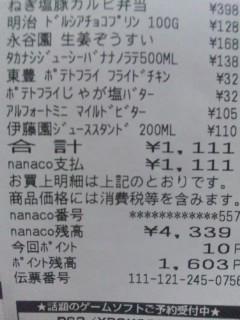 ねぎ塩豚カルビ弁当 ¥398
明治 ドルシアチョコプリン 100G ¥128
永谷園 生姜ぞうすい ¥168
タカナシジューシーバナナラテ500ML ¥138
東豊 ポテトフライ フライドチキン ¥32
ポテトフライじゃが塩バター ¥32
アルフォートミニ マイルドビター ¥105
伊藤園ジューススタンド 200ML ¥110
合計 ¥1,111
nanaco支払 ¥1,111
お買上明細は上記のとおりです。
商品価格には消費税等を含みます。
nanaco番号 ************557
nanaco残高 ¥4,339
今回ポイント 10P
ポイント残高 1,603P
伝票番号 111-121-245-0756
★話題のゲームソフトご予約受付中★